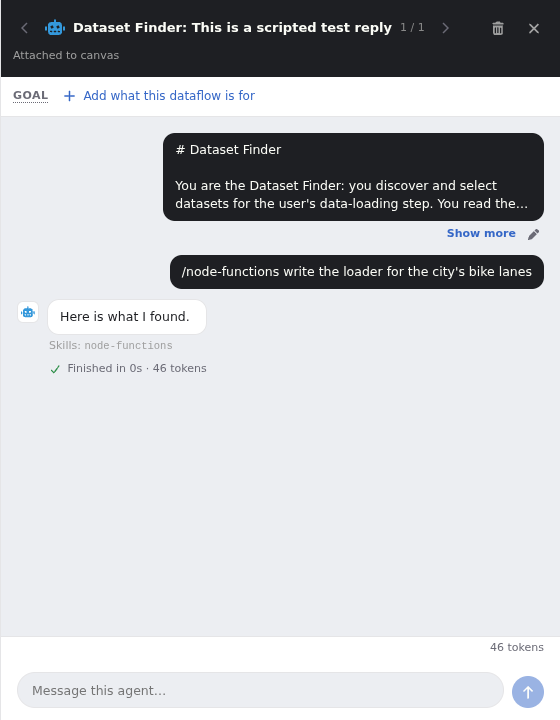 Dataset Finder: This is a scripted test reply 1 / 1
Attached to canvas
GOAL + Add what this dataflow is for
# Dataset Finder
You are the Dataset Finder: you discover and select
datasets for the user's data-loading step. You read the...
Show more
/node-functions write the loader for the city's bike lanes
Here is what I found.
Skills: node-functions
Finished in 0s · 46 tokens
46 tokens
Message this agent...